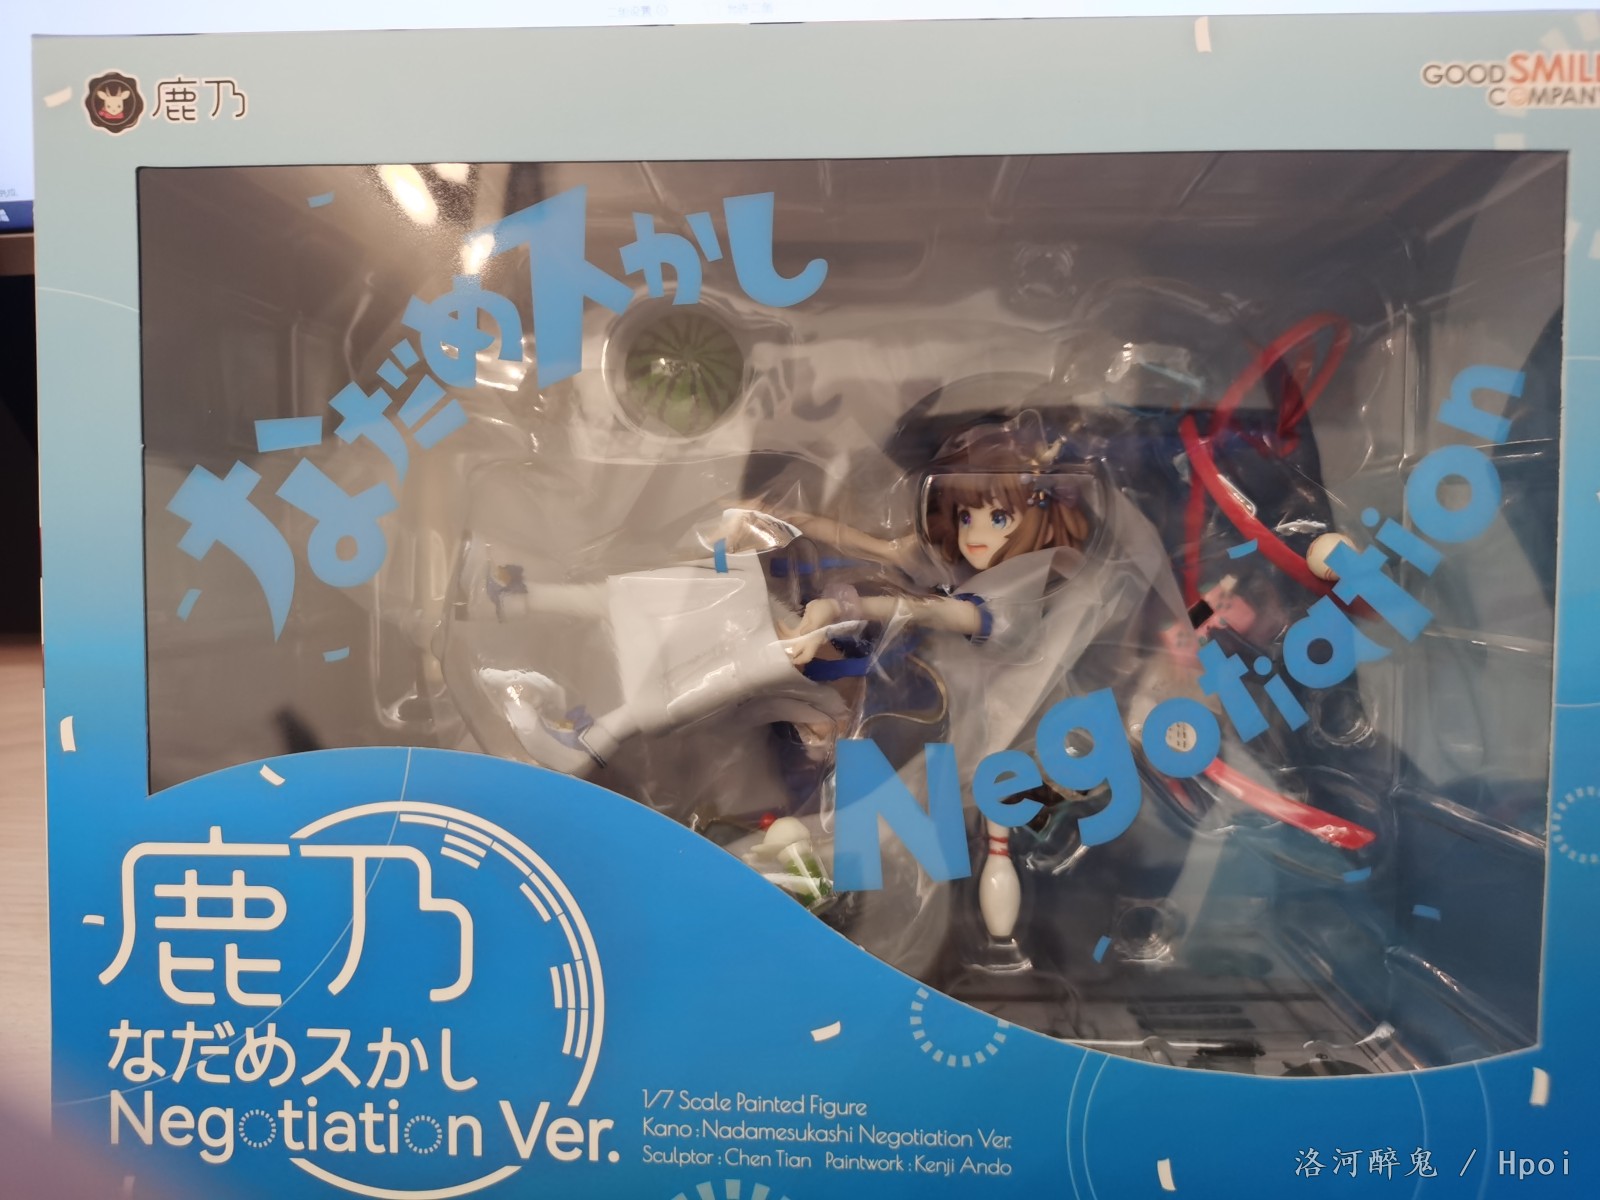 鹿乃
GOOD SMILE
COMPANY
なだめスかし
Negotiation
鹿乃
なだめスかし
Negotiation Ver.
1/7 Scale Painted Figure
Kano : Nadamesukashi Negotiation Ver.
Sculptor : Chen Tian Paintwork : Kenji Ando
洛河醉鬼 / Hpoi